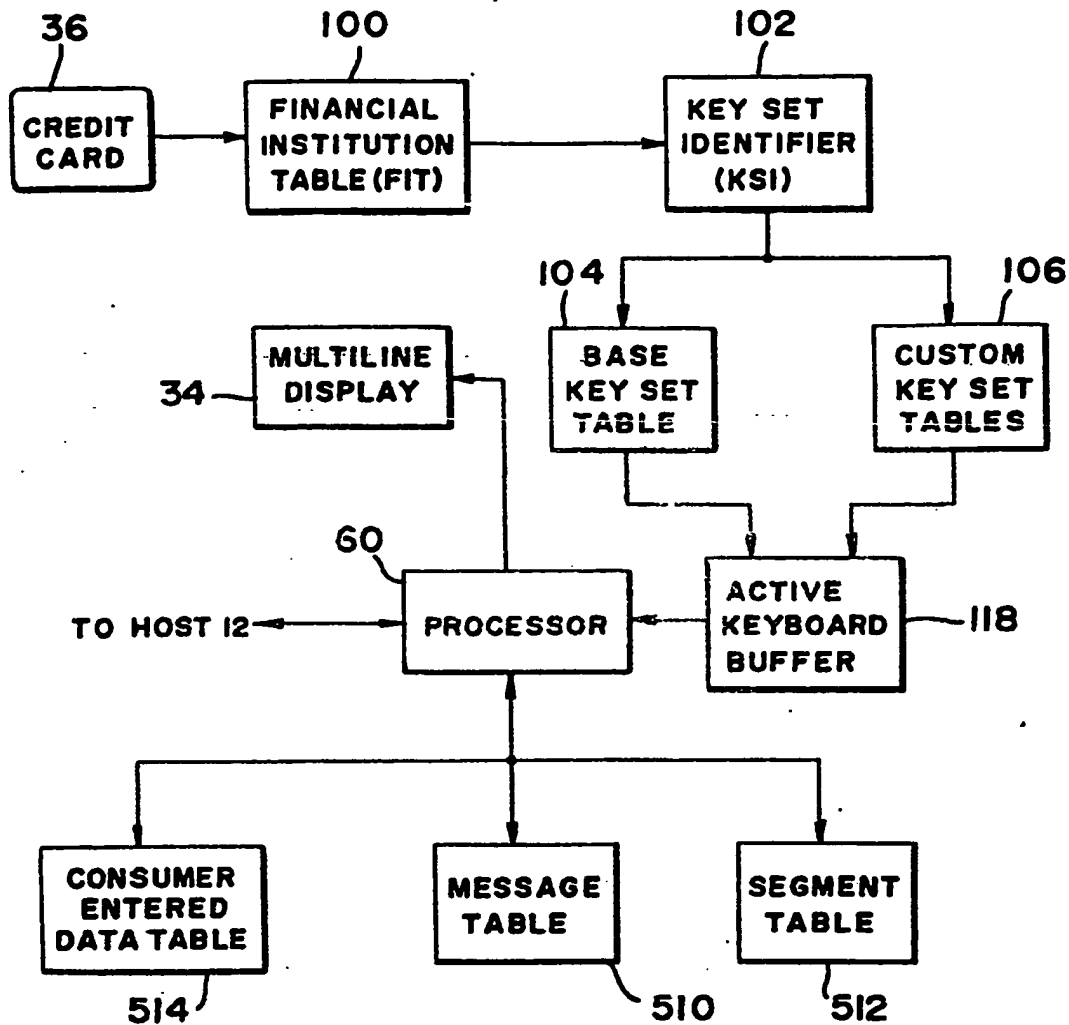 36
100
102
CREDIT
CARD
FINANCIAL
INSTITUTION
TABLE (FIT)
KEY SET
IDENTIFIER
(KSI)
104
106
MULTILINE
DISPLAY
34
BASE
KEY SET
TABLE
CUSTOM
KEY SET
TABLES
60
TO HOST 12
PROCESSOR
ACTIVE
KEYBOARD
BUFFER
118
CONSUMER
ENTERED
DATA TABLE
MESSAGE
TABLE
SEGMENT
TABLE
514
510
512